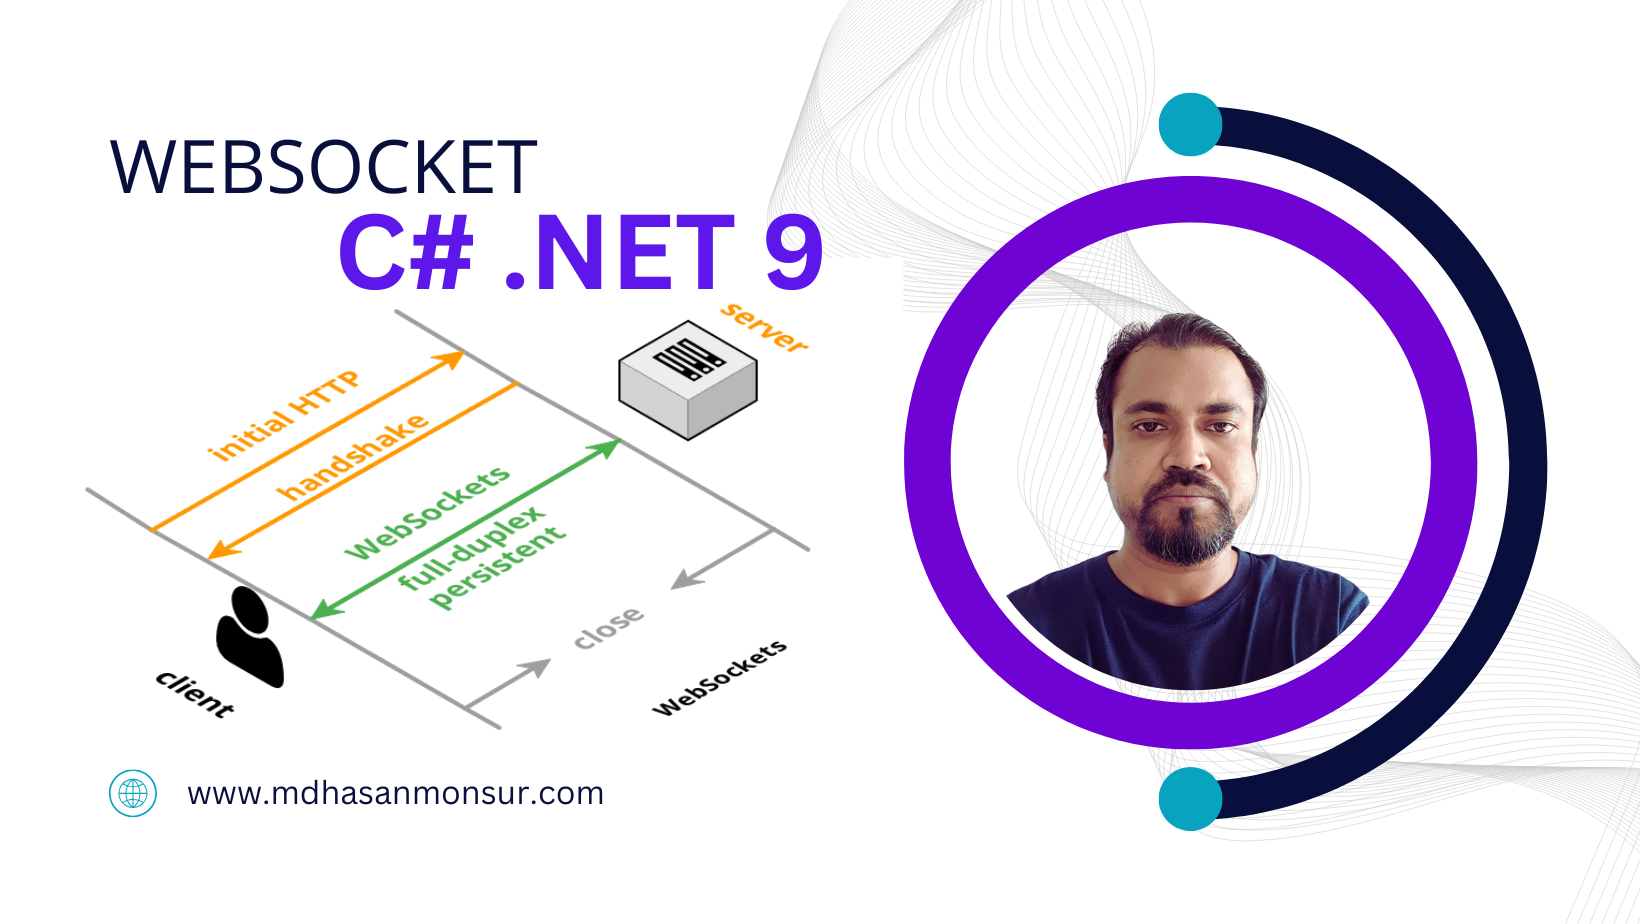 WEBSOCKET
C# .NET 9
server
initial HTTP
handshake
WebSockets
full-duplex
persistent
close
client
WebSockets
www.mdhasanmonsur.com